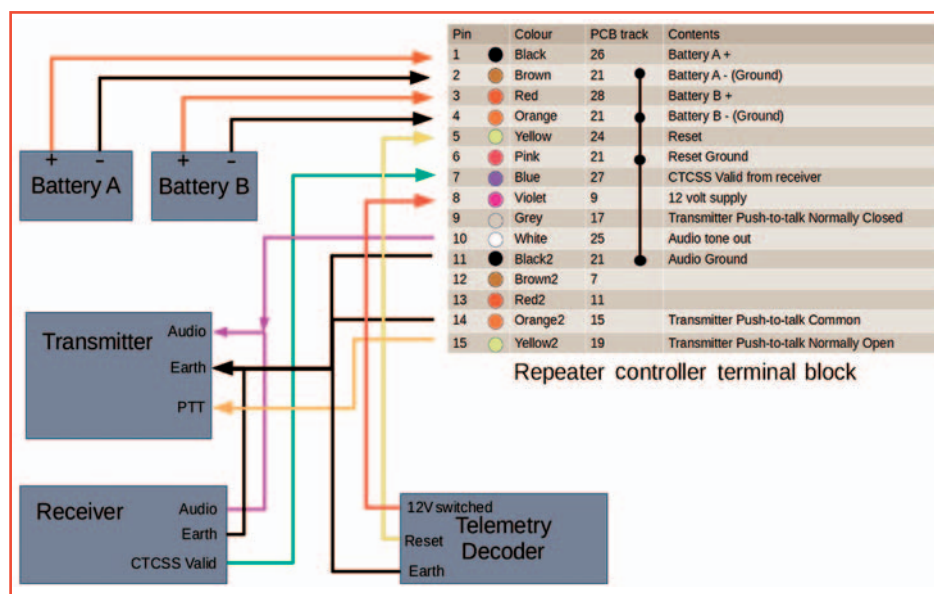 Pin Colour PCB track Contents
1 Black 26 Battery A +
2 Brown 21 Battery A - (Ground)
3 Red 28 Battery B +
4 Orange 21 Battery B - (Ground)
5 Yellow 24 Reset
6 Pink 21 Reset Ground
7 Blue 27 CTCSS Valid from receiver
8 Violet 9 12 volt supply
9 Grey 17 Transmitter Push-to-talk Normally Closed
10 White 25 Audio tone out
11 Black2 21 Audio Ground
12 Brown2 7
13 Red2 11
14 Orange2 15 Transmitter Push-to-talk Common
15 Yellow2 19 Transmitter Push-to-talk Normally Open
Repeater controller terminal block
+ –
Battery A
+ –
Battery B
Transmitter
Audio
Earth
PTT
Receiver
Audio
Earth
CTCSS Valid
12V switched
Telemetry
Decoder
Reset
Earth